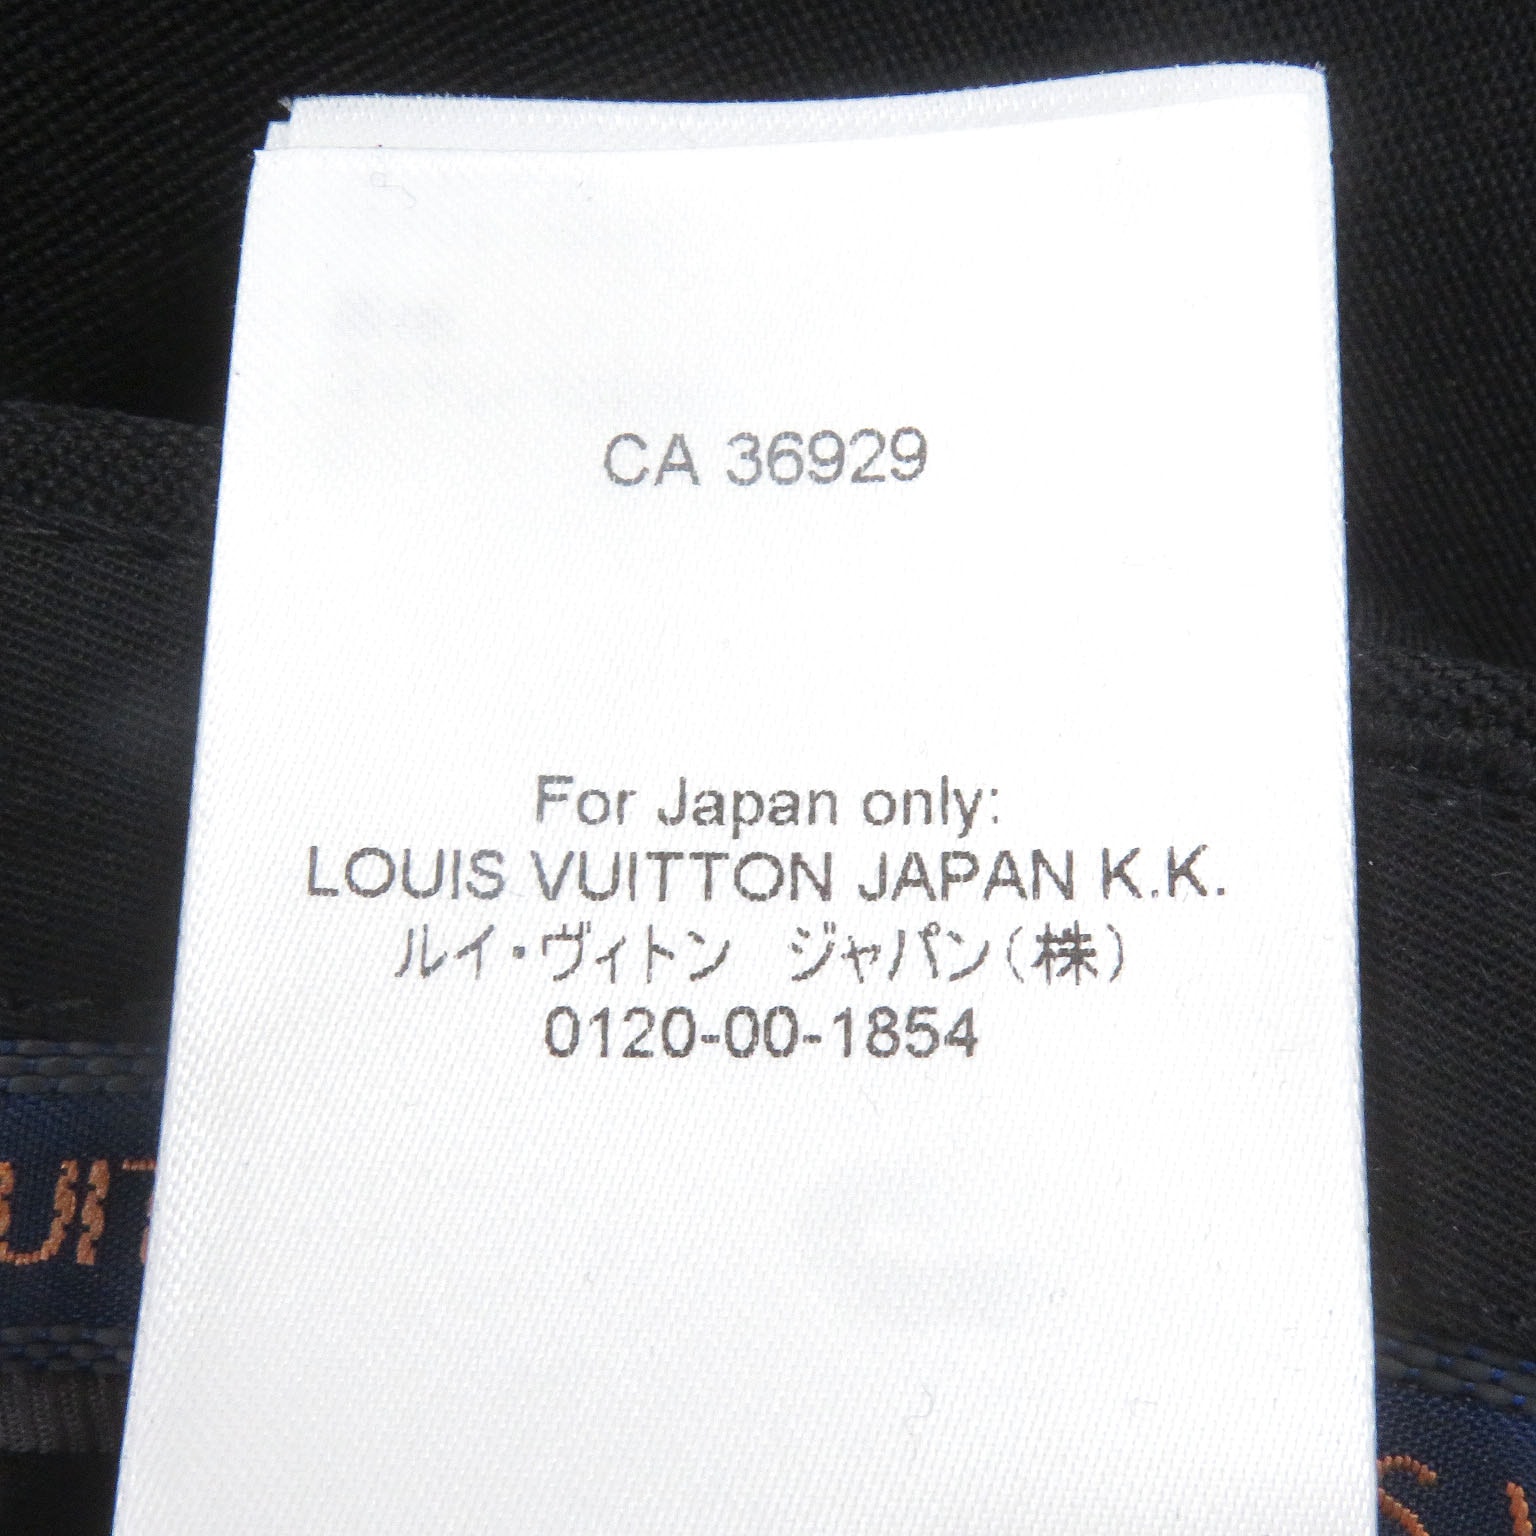 CA 36929
For Japan only:
LOUIS VUITTON JAPAN K.K.
ルイ・ヴィトン　ジャパン（株）
0120-00-1854